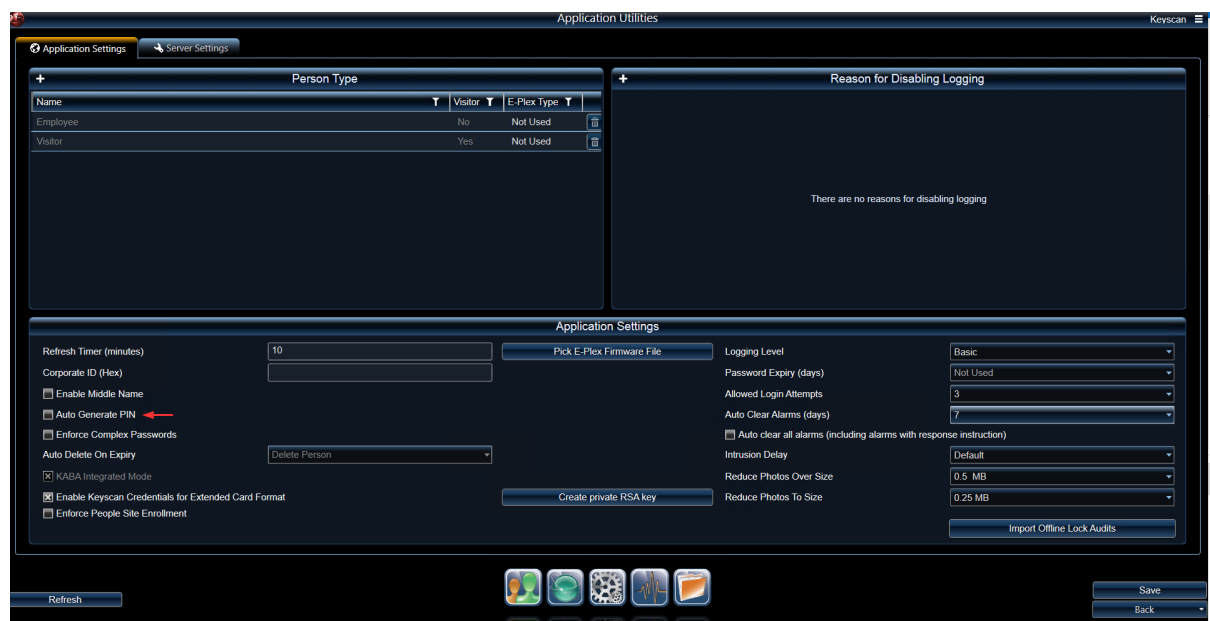 Application Utilities
Keyscan
Application Settings
Server Settings
Person Type
Name Visitor E-Plex Type
Employee No Not Used
Visitor Yes Not Used
Reason for Disabling Logging
There are no reasons for disabling logging
Application Settings
Refresh Timer (minutes) 10
Corporate ID (Hex)
Enable Middle Name
Auto Generate PIN
Enforce Complex Passwords
Auto Delete On Expiry Delete Person
KABA Integrated Mode
Enable Keyscan Credentials for Extended Card Format
Enforce People Site Enrollment
Pick E-Plex Firmware File
Create private RSA key
Logging Level Basic
Password Expiry (days) Not Used
Allowed Login Attempts 3
Auto Clear Alarms (days) 7
Auto clear all alarms (including alarms with response instruction)
Intrusion Delay Default
Reduce Photos Over Size 0.5 MB
Reduce Photos To Size 0.25 MB
Import Offline Lock Audits
Refresh
Save
Back